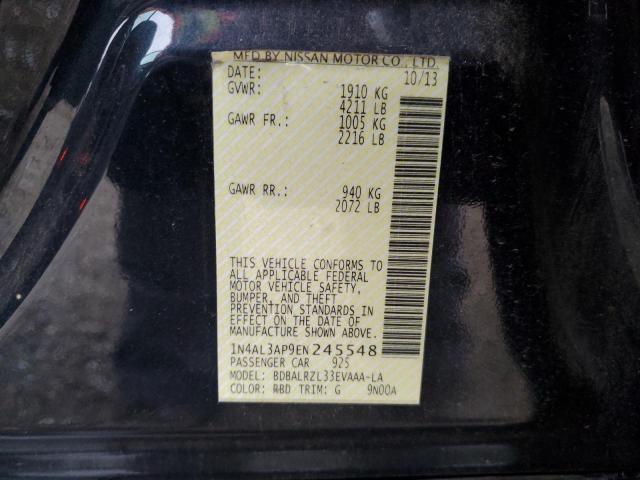 MFD BY NISSAN MOTOR CO., LTD.
DATE: 10/13
GVWR: 1910 KG
4211 LB
GAWR FR.: 1005 KG
2216 LB
GAWR RR.: 940 KG
2072 LB
THIS VEHICLE CONFORMS TO
ALL APPLICABLE FEDERAL
MOTOR VEHICLE SAFETY,
BUMPER, AND THEFT
PREVENTION STANDARDS IN
EFFECT ON THE DATE OF
MANUFACTURE SHOWN ABOVE.
1N4AL3AP9EN245548
PASSENGER CAR 925
MODEL: BDBALRZL33EVAAA-LA
COLOR: RBD TRIM: G 9N00A